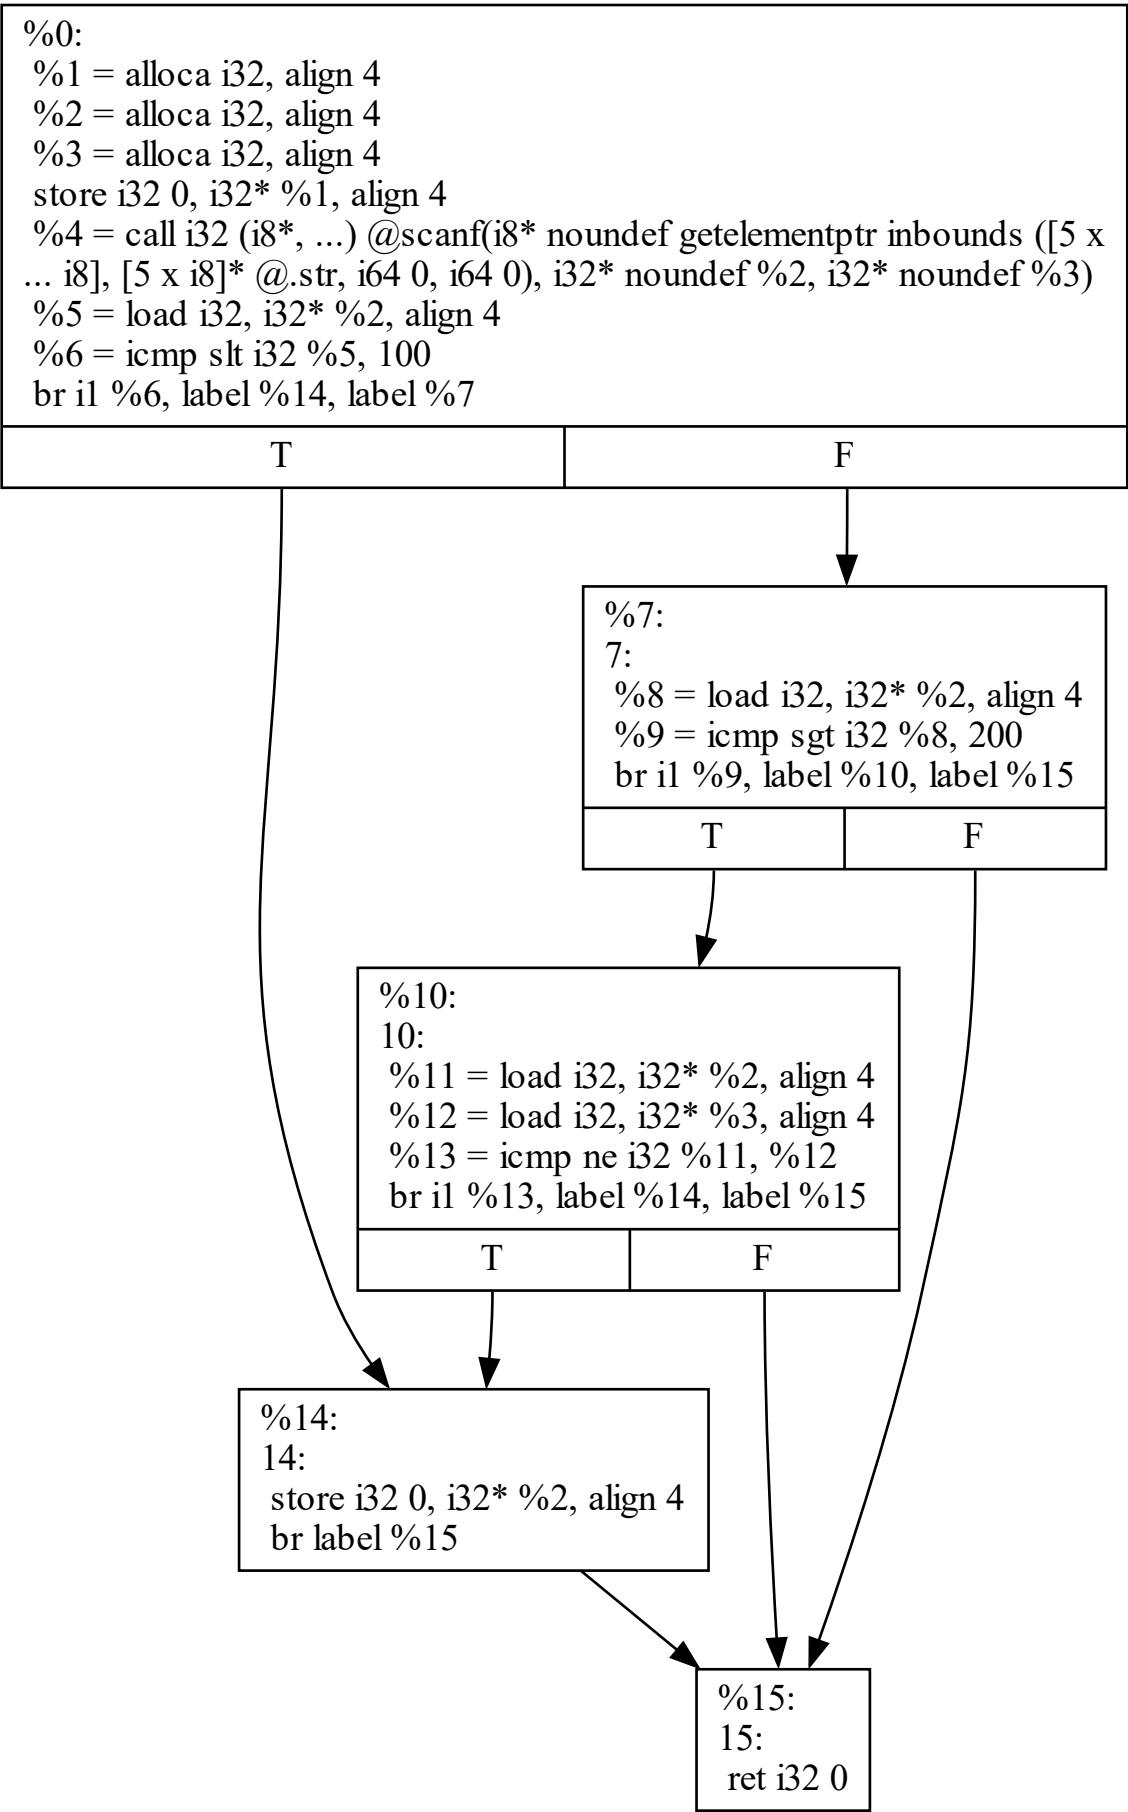 %0:
%1 = alloca i32, align 4
%2 = alloca i32, align 4
%3 = alloca i32, align 4
store i32 0, i32* %1, align 4
%4 = call i32 (i8*, ...) @scanf(i8* noundef getelementptr inbounds ([5 x
... i8], [5 x i8]* @.str, i64 0, i64 0), i32* noundef %2, i32* noundef %3)
%5 = load i32, i32* %2, align 4
%6 = icmp slt i32 %5, 100
br i1 %6, label %14, label %7
T F
%7:
7:
%8 = load i32, i32* %2, align 4
%9 = icmp sgt i32 %8, 200
br i1 %9, label %10, label %15
T F
%10:
10:
%11 = load i32, i32* %2, align 4
%12 = load i32, i32* %3, align 4
%13 = icmp ne i32 %11, %12
br i1 %13, label %14, label %15
T F
%14:
14:
store i32 0, i32* %2, align 4
br label %15
%15:
15:
ret i32 0